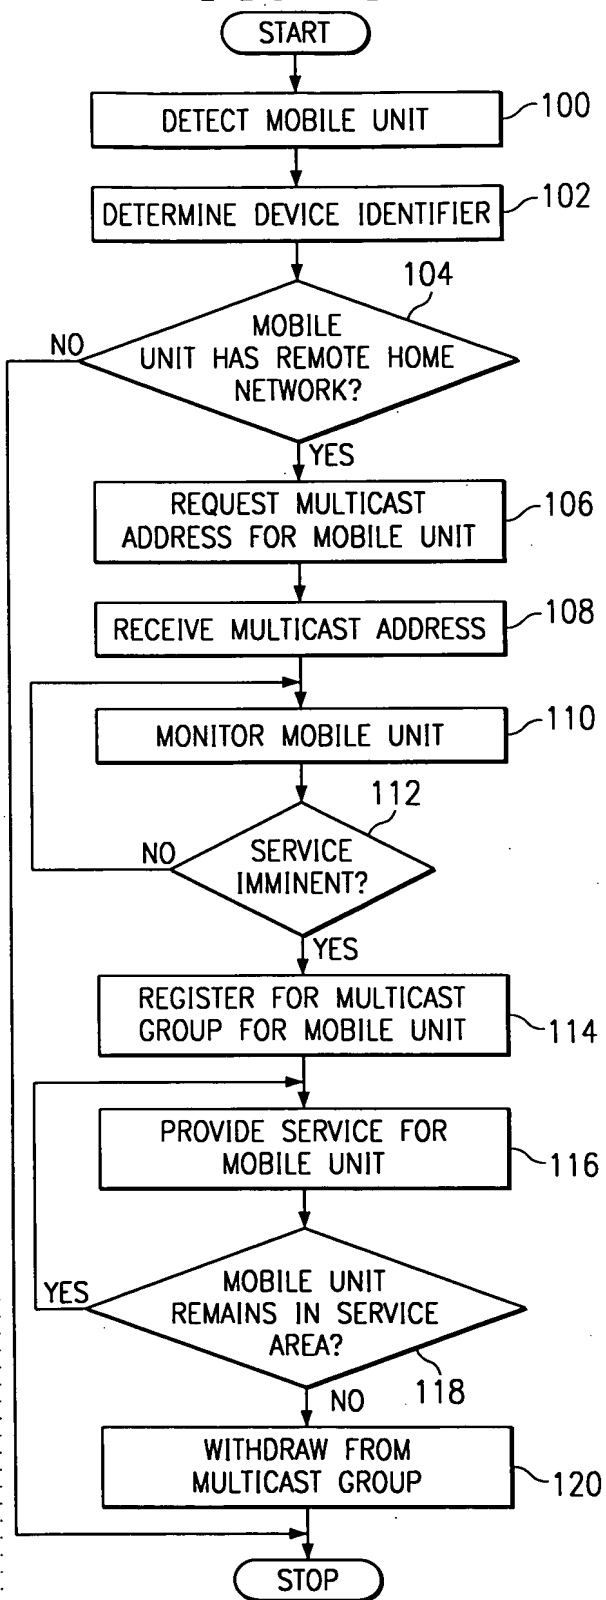 START
DETECT MOBILE UNIT
100
DETERMINE DEVICE IDENTIFIER
102
104
MOBILE
UNIT HAS REMOTE HOME
NETWORK?
NO
YES
REQUEST MULTICAST
ADDRESS FOR MOBILE UNIT
106
RECEIVE MULTICAST ADDRESS
108
MONITOR MOBILE UNIT
110
112
SERVICE
IMMINENT?
NO
YES
REGISTER FOR MULTICAST
GROUP FOR MOBILE UNIT
114
PROVIDE SERVICE FOR
MOBILE UNIT
116
MOBILE UNIT
REMAINS IN SERVICE
AREA?
YES
118
NO
WITHDRAW FROM
MULTICAST GROUP
120
STOP